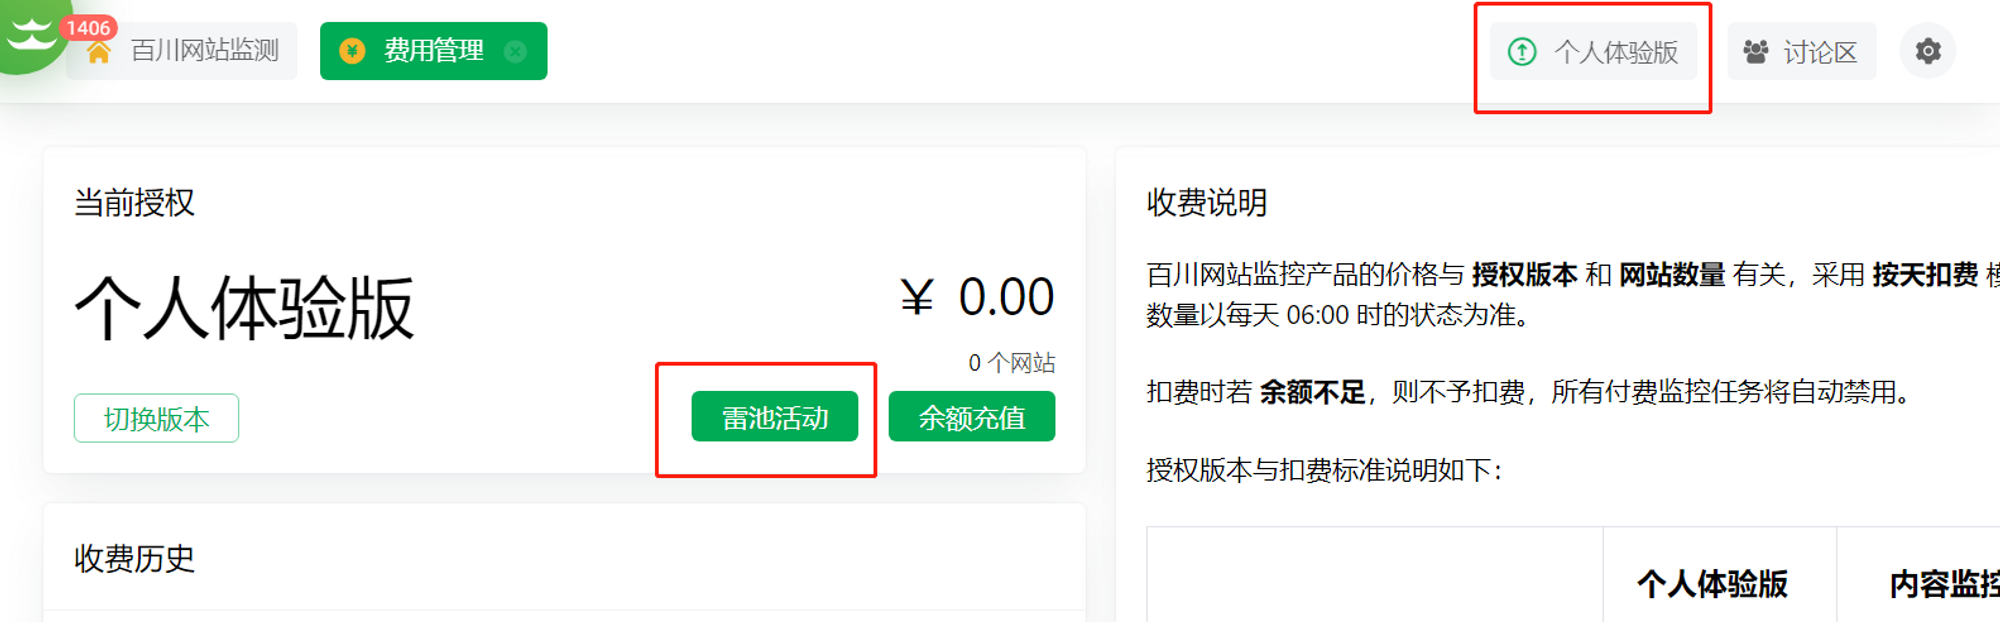 1406
百川网站监测
费用管理
个人体验版
讨论区
当前授权
个人体验版
¥ 0.00
0 个网站
切换版本
雷池活动
余额充值
收费历史
收费说明
百川网站监控产品的价格与 授权版本 和 网站数量 有关，采用 按天扣费
数量以每天 06:00 时的状态为准。
扣费时若 余额不足，则不予扣费，所有付费监控任务将自动禁用。
授权版本与扣费标准说明如下：
个人体验版
内容监控